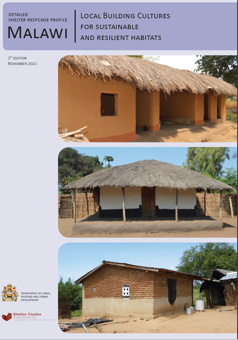 DETAILED
SHELTER RESPONSE PROFILE
MALAWI
LOCAL BUILDING CULTURES
FOR SUSTAINABLE
AND RESILIENT HABITATS
1st EDITION
NOVEMBER 2021
DEPARTMENT OF LANDS,
HOUSING AND URBAN
DEVELOPMENT
Shelter Cluster